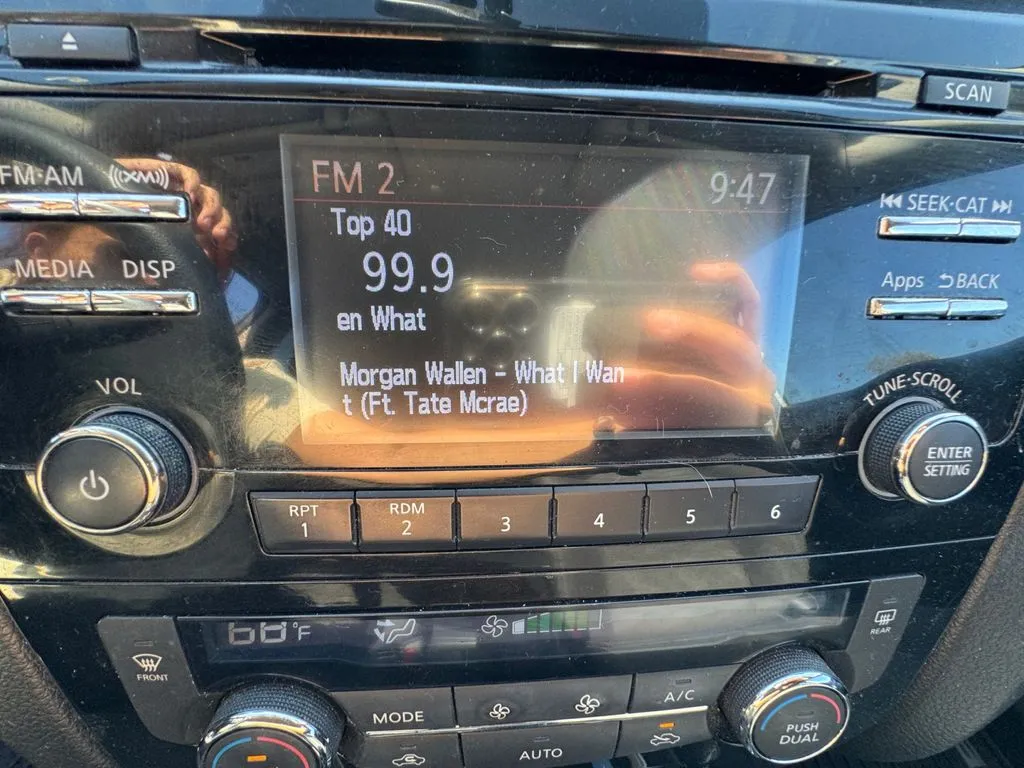 SCAN
FM·AM
((XM))
FM 2
9:47
SEEK·CAT
Top 40
99.9
MEDIA
DISP
Apps
BACK
en What
Morgan Wallen - What I Wan
t (Ft. Tate Mcrae)
VOL
TUNE·SCROLL
ENTER
SETTING
RPT
1
RDM
2
3
4
5
6
°F
FRONT
REAR
MODE
A/C
AUTO
PUSH
DUAL